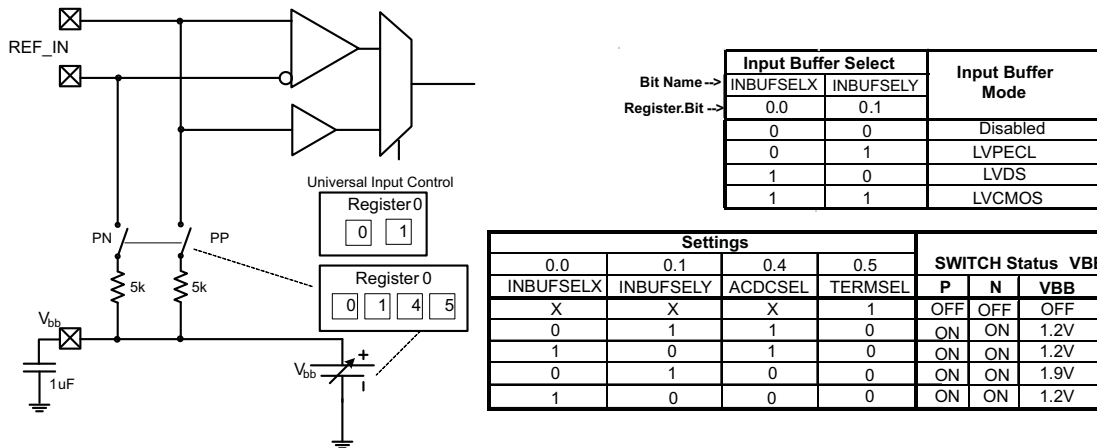 REF_IN
Universal Input Control
Register 0
0 1
PN
PP
5k
5k
Register 0
0 1 4 5
Vbb
1uF
Vbb
+
Input Buffer Select Input Buffer Mode
Bit Name --> INBUFSELX INBUFSELY
Register.Bit --> 0.0 0.1
0 0 Disabled
0 1 LVPECL
1 0 LVDS
1 1 LVCMOS
Settings SWITCH Status VBB
0.0 0.1 0.4 0.5
INBUFSELX INBUFSELY ACDCSEL TERMSEL P N VBB
X X X 1 OFF OFF OFF
0 1 1 0 ON ON 1.2V
1 0 1 0 ON ON 1.2V
0 1 0 0 ON ON 1.9V
1 0 0 0 ON ON 1.2V